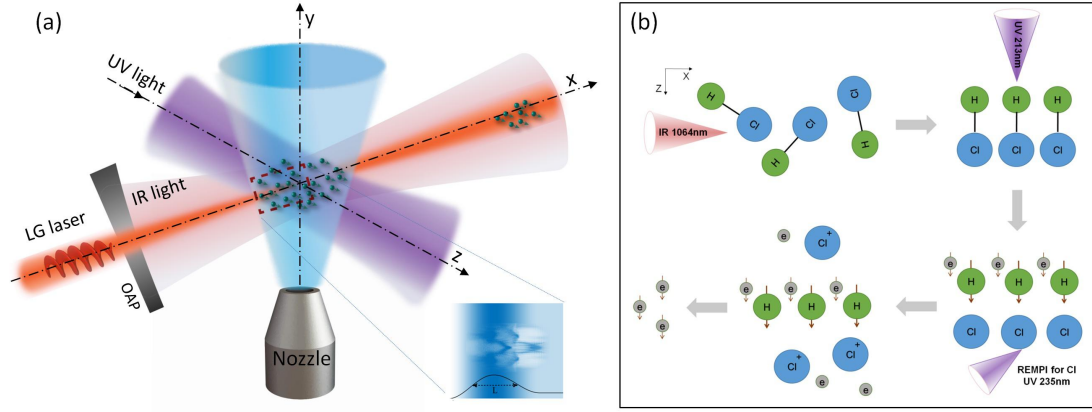 (a)
y
UV light
x
IR light
LG laser
OAP
z
Nozzle
L
(b)
UV 213nm
X
Z
H
Cl
H
Cl
Cl
H
IR 1064nm
H
H
H
Cl
Cl
Cl
e
Cl
+
e
e
e
H
H
H
e
e
e
H
H
H
e
e
e
Cl
+
Cl
+
e
e
Cl
Cl
Cl
REMPI for Cl
UV 235nm